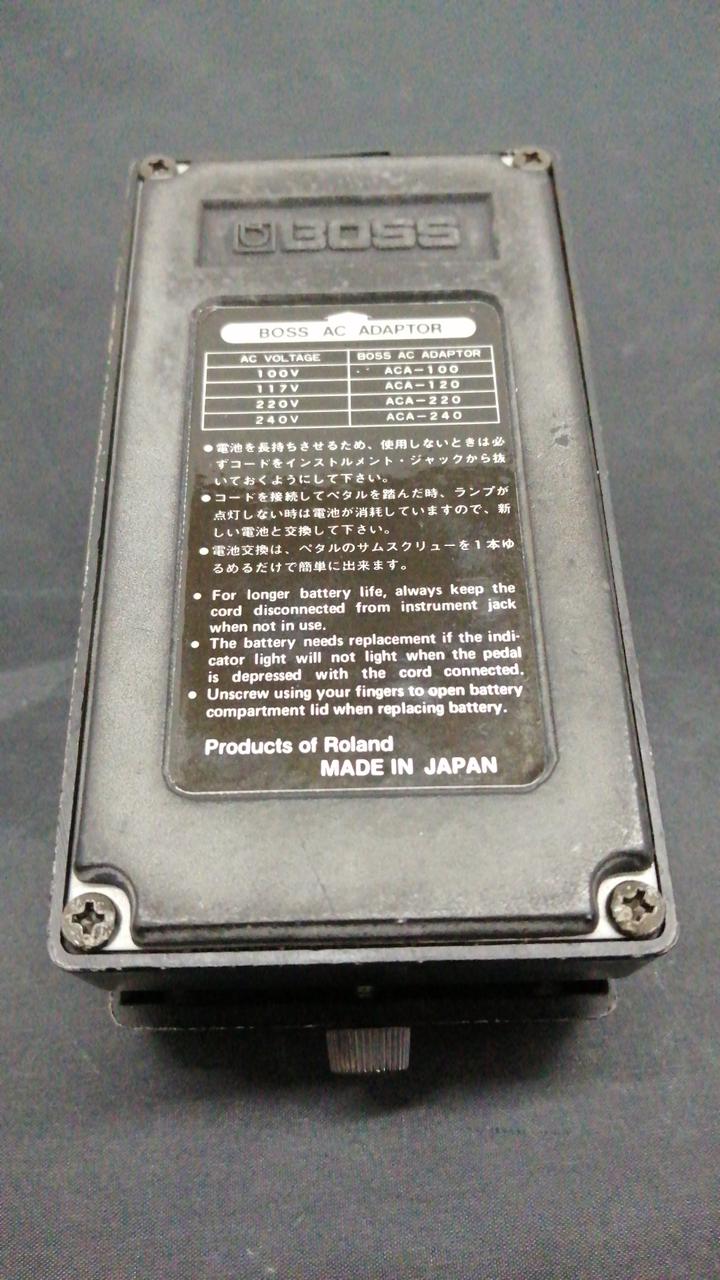 BOSS
BOSS AC ADAPTOR
AC VOLTAGE BOSS AC ADAPTOR
100V ACA-100
117V ACA-120
220V ACA-220
240V ACA-240
●電池を長持ちさせるため、使用しないときは必
ずコードをインストルメント・ジャックから抜
いておくようにして下さい。
●コードを接続してペタルを踏んだ時、ランプが
点灯しない時は電池が消耗していますので、新
しい電池と交換して下さい。
●電池交換は、ペタルのサムスクリューを1本ゆ
るめるだけで簡単に出来ます。
● For longer battery life, always keep the
cord disconnected from instrument jack
when not in use.
● The battery needs replacement if the indi-
cator light will not light when the pedal
is depressed with the cord connected.
● Unscrew using your fingers to open battery
compartment lid when replacing battery.
Products of Roland
MADE IN JAPAN